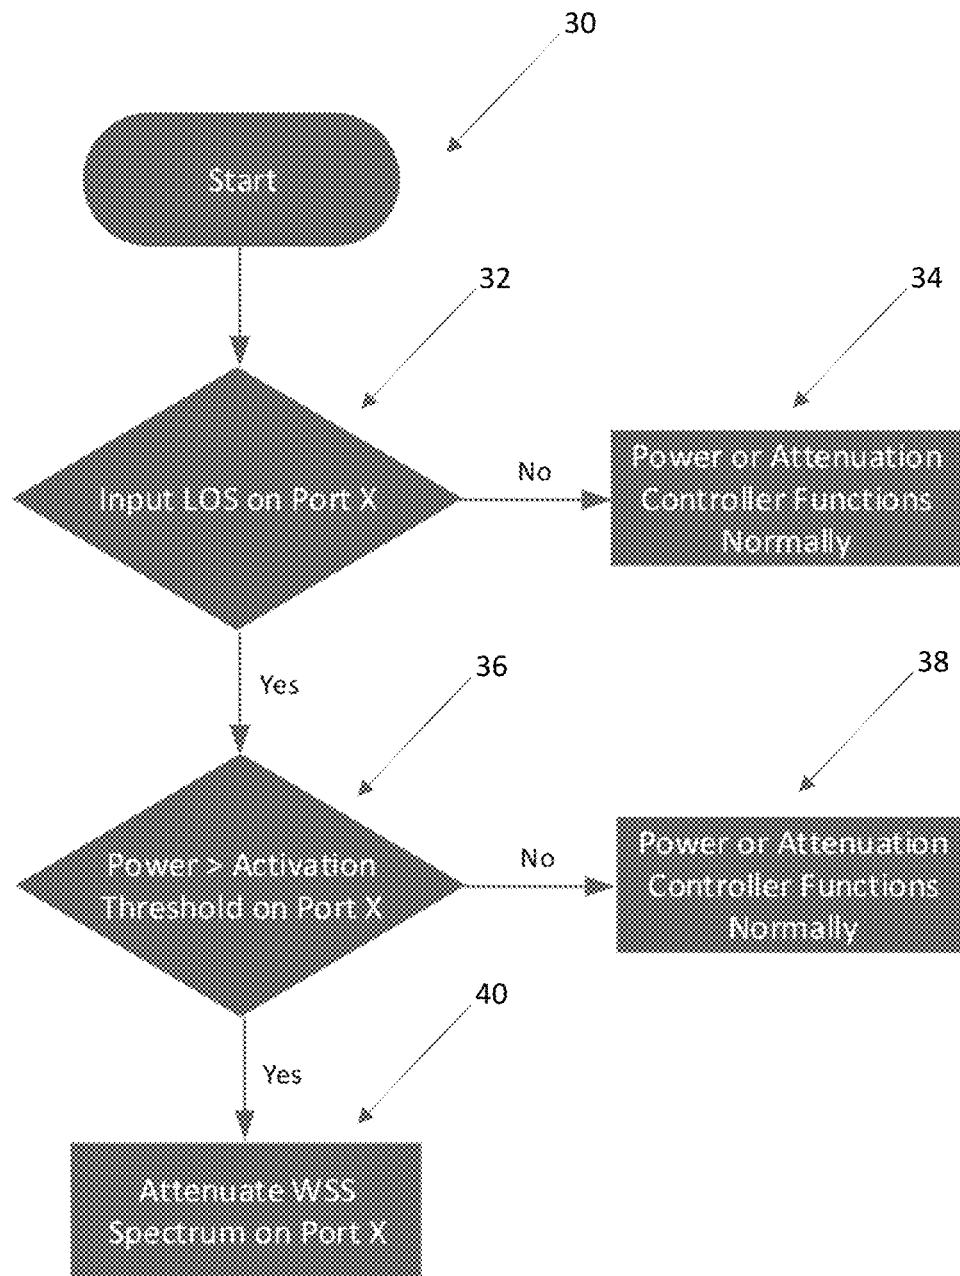 30
Start
32
34
Input LOS on Port X
No
Power or Attenuation
Controller Functions
Normally
Yes
36
38
Power > Activation
Threshold on Port X
No
Power or Attenuation
Controller Functions
Normally
40
Yes
Attenuate WSS
Spectrum on Port X